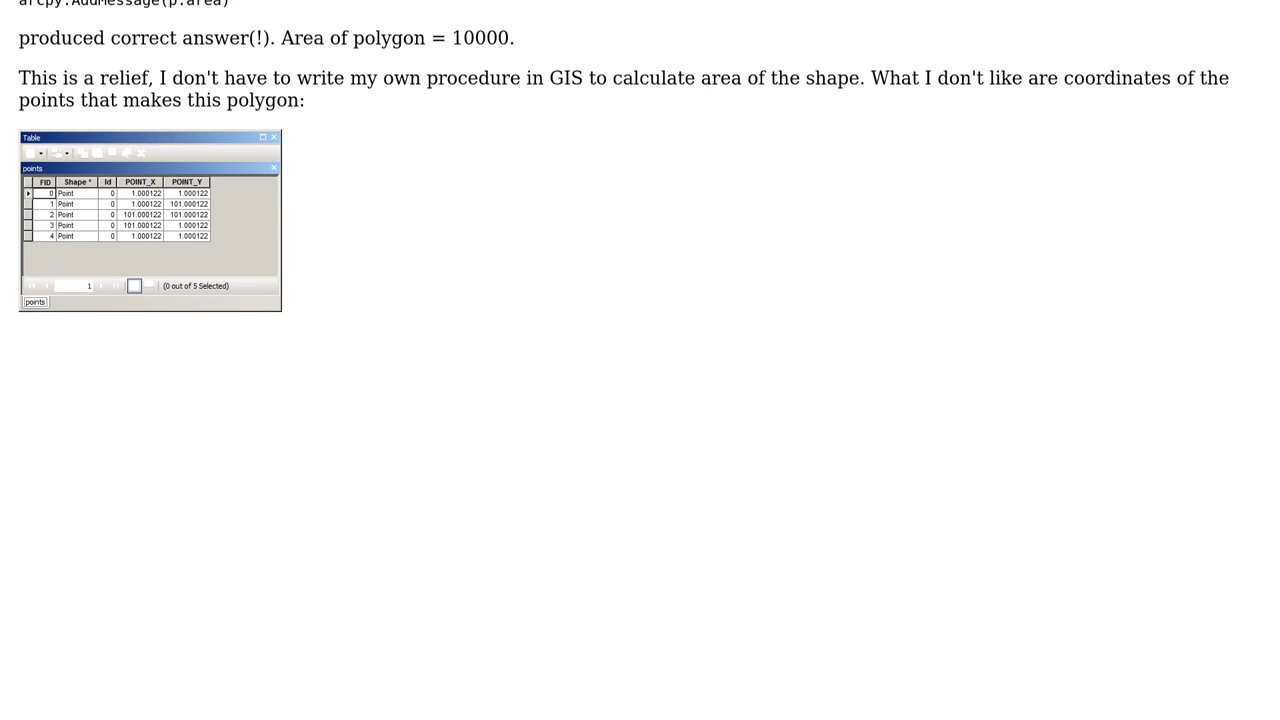 arcpy.AddMessage(p.area)
produced correct answer(!). Area of polygon = 10000.
This is a relief, I don't have to write my own procedure in GIS to calculate area of the shape. What I don't like are coordinates of the
points that makes this polygon:
Table
points
FID Shape * Id POINT_X POINT_Y
0 Point 0 1.000122 1.000122
1 Point 0 1.000122 101.000122
2 Point 0 101.000122 101.000122
3 Point 0 101.000122 1.000122
4 Point 0 1.000122 1.000122
1 (0 out of 5 Selected)
points